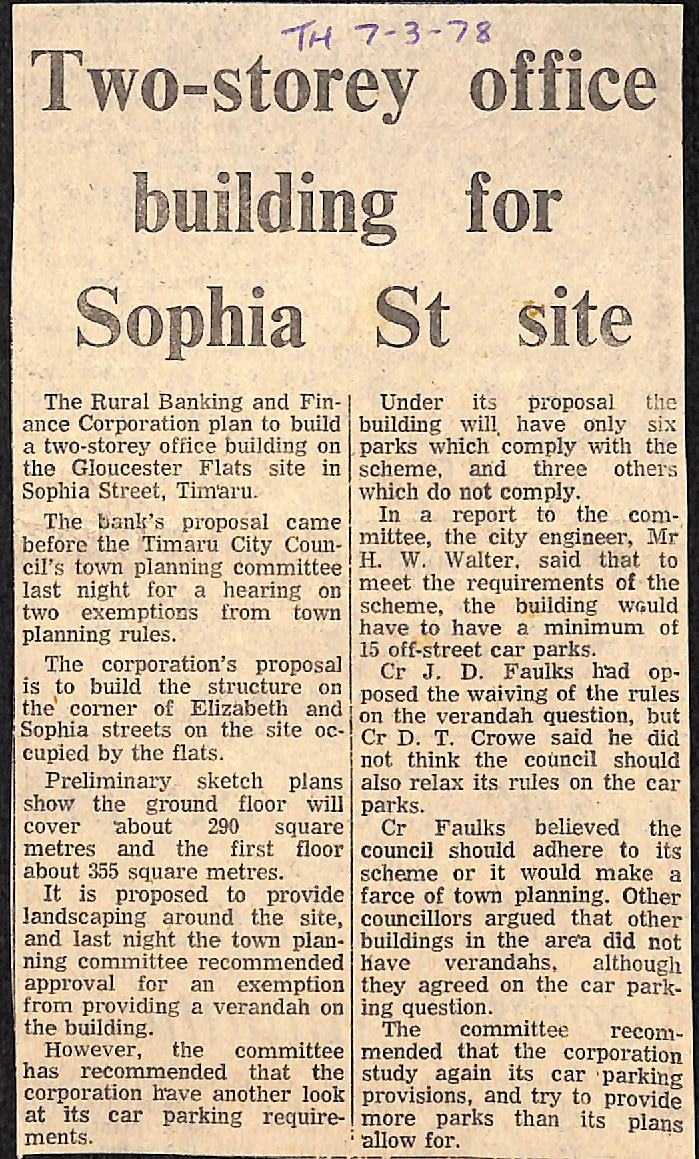 TH 7-3-78
Two-storey office
building for
Sophia St site
The Rural Banking and Fin-
ance Corporation plan to build
a two-storey office building on
the Gloucester Flats site in
Sophia Street, Timaru.
The bank's proposal came
before the Timaru City Coun-
cil's town planning committee
last night for a hearing on
two exemptions from town
planning rules.
The corporation's proposal
is to build the structure on
the corner of Elizabeth and
Sophia streets on the site oc-
cupied by the flats.
Preliminary sketch plans
show the ground floor will
cover about 290 square
metres and the first floor
about 355 square metres.
It is proposed to provide
landscaping around the site,
and last night the town plan-
ning committee recommended
approval for an exemption
from providing a verandah on
the building.
However, the committee
has recommended that the
corporation have another look
at its car parking require-
ments.
Under its proposal the
building will have only six
parks which comply with the
scheme, and three others
which do not comply.
In a report to the com-
mittee, the city engineer, Mr
H. W. Walter, said that to
meet the requirements of the
scheme, the building would
have to have a minimum of
15 off-street car parks.
Cr J. D. Faulks had op-
posed the waiving of the rules
on the verandah question, but
Cr D. T. Crowe said he did
not think the council should
also relax its rules on the car
parks.
Cr Faulks believed the
council should adhere to its
scheme or it would make a
farce of town planning. Other
councillors argued that other
buildings in the area did not
have verandahs, although
they agreed on the car park-
ing question.
The committee recom-
mended that the corporation
study again its car parking
provisions, and try to provide
more parks than its plans
allow for.